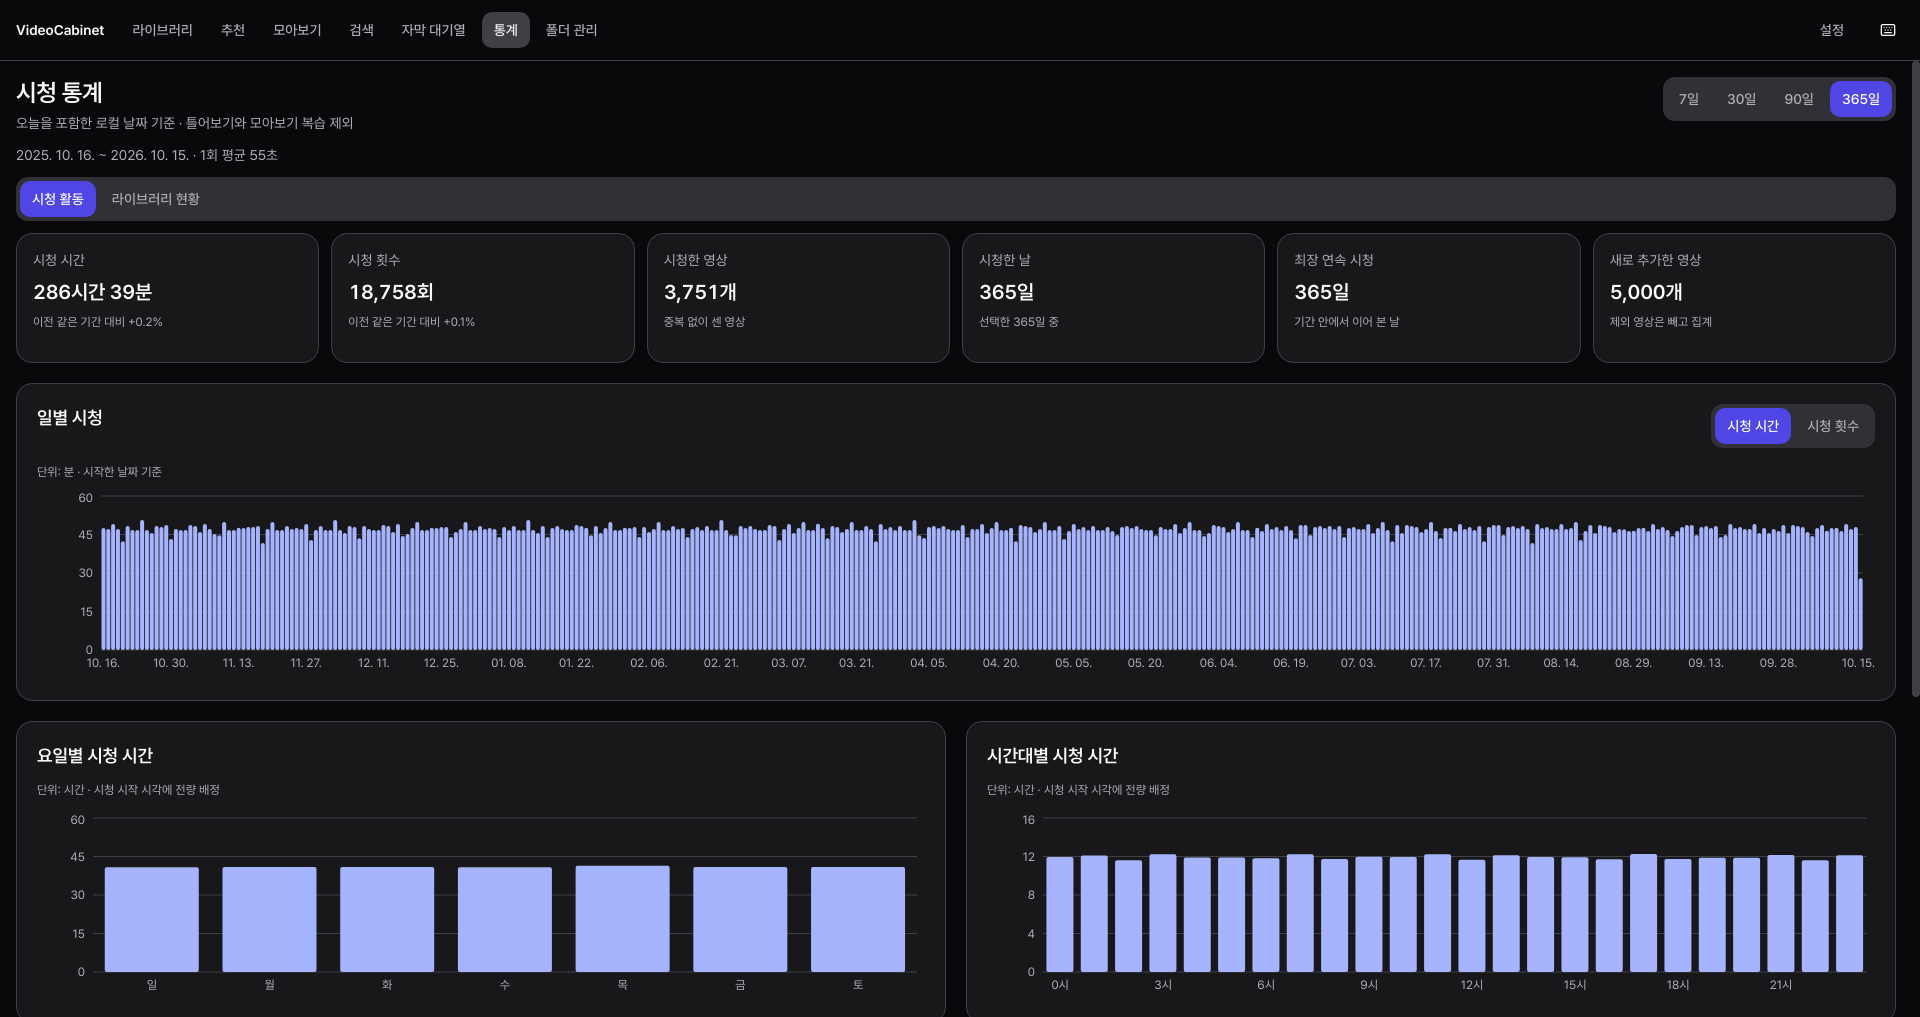 VideoCabinet 라이브러리 추천 모아보기 검색 자막 대기열 통계 폴더 관리 설정
시청 통계
7일 30일 90일 365일
오늘을 포함한 로컬 날짜 기준 · 틀어보기와 모아보기 복습 제외
2025. 10. 16. ~ 2026. 10. 15. · 1회 평균 55초
시청 활동 라이브러리 현황
시청 시간
286시간 39분
이전 같은 기간 대비 +0.2%
시청 횟수
18,758회
이전 같은 기간 대비 +0.1%
시청한 영상
3,751개
중복 없이 센 영상
시청한 날
365일
선택한 365일 중
최장 연속 시청
365일
기간 안에서 이어 본 날
새로 추가한 영상
5,000개
제외 영상은 빼고 집계
일별 시청
시청 시간 시청 횟수
단위: 분 · 시작한 날짜 기준
60
45
30
15
0
10. 16. 10. 30. 11. 13. 11. 27. 12. 11. 12. 25. 01. 08. 01. 22. 02. 06. 02. 21. 03. 07. 03. 21. 04. 05. 04. 20. 05. 05. 05. 20. 06. 04. 06. 19. 07. 03. 07. 17. 07. 31. 08. 14. 08. 29. 09. 13. 09. 28. 10. 15.
요일별 시청 시간
단위: 시간 · 시청 시작 시각에 전량 배정
60
45
30
15
0
일 월 화 수 목 금 토
시간대별 시청 시간
단위: 시간 · 시청 시작 시각에 전량 배정
16
12
8
4
0
0시 3시 6시 9시 12시 15시 18시 21시